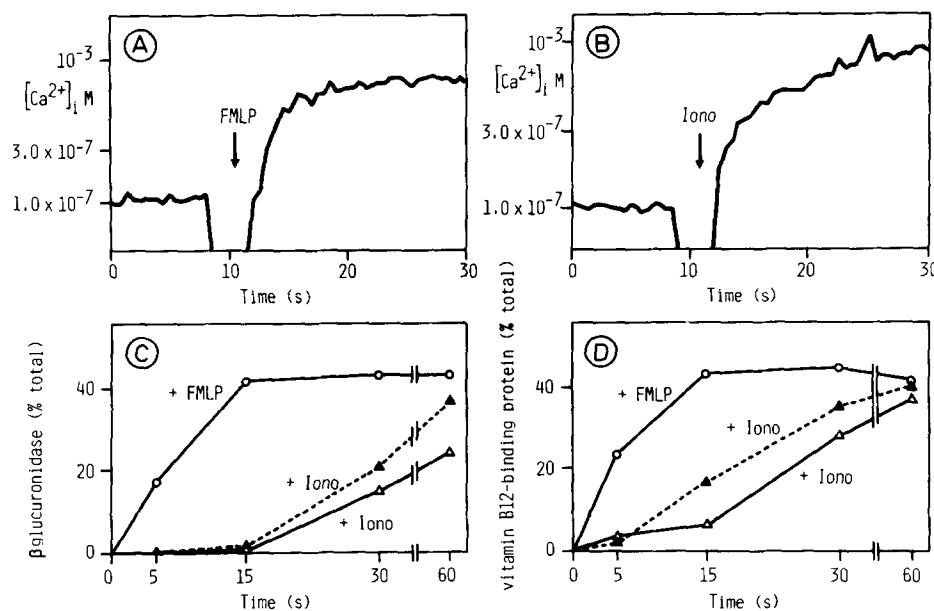 A
10⁻³
[Ca²⁺]i M
FMLP
3.0 x 10⁻⁷
1.0 x 10⁻⁷
0 10 20 30
Time (s)
B
10⁻³
[Ca²⁺]i M
Iono
3.0 x 10⁻⁷
1.0 x 10⁻⁷
0 10 20 30
Time (s)
C
βglucuronidase (% total)
40
20
0
+ FMLP
+ Iono
+ Iono
0 5 15 30 60
Time (s)
D
vitamin B12-binding protein (% total)
40
20
0
+ FMLP
+ Iono
+ Iono
0 5 15 30 60
Time (s)